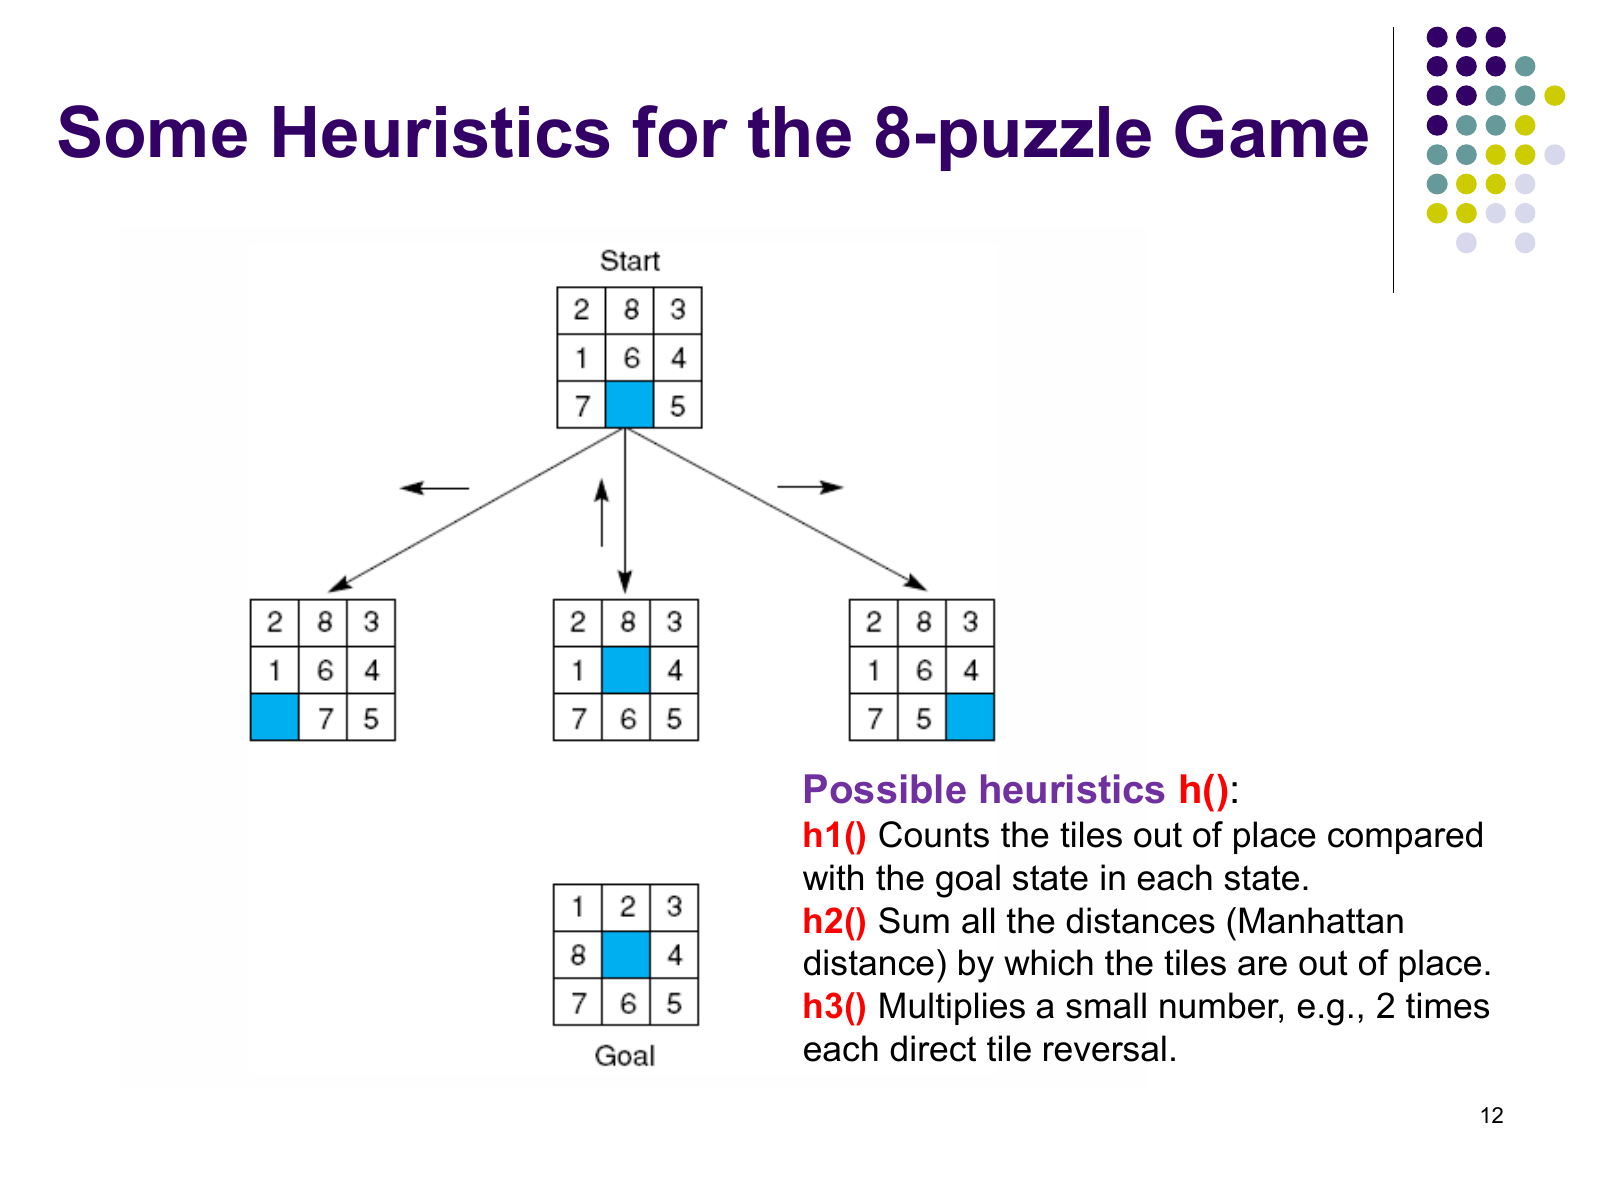 Some Heuristics for the 8-puzzle Game
Start
2 8 3
1 6 4
7 5
2 8 3
1 6 4
7 5
2 8 3
1 4
7 6 5
2 8 3
1 6 4
7 5
Possible heuristics h():
h1() Counts the tiles out of place compared
with the goal state in each state.
h2() Sum all the distances (Manhattan
distance) by which the tiles are out of place.
h3() Multiplies a small number, e.g., 2 times
each direct tile reversal.
1 2 3
8 4
7 6 5
Goal
12